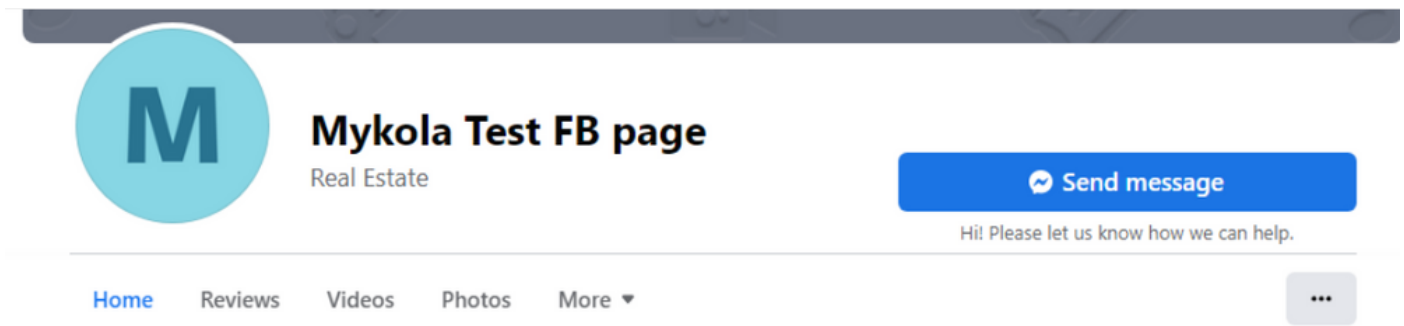 M
Mykola Test FB page
Real Estate
Send message
Hi! Please let us know how we can help.
Home Reviews Videos Photos More